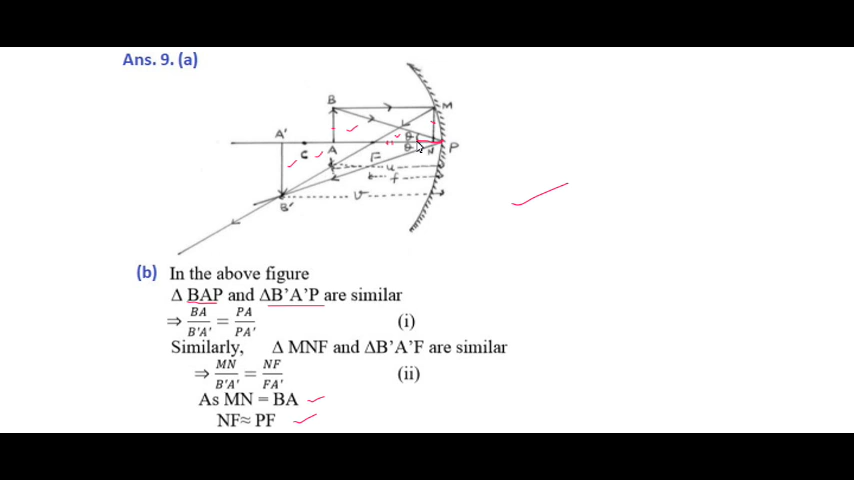 Ans. 9. (a)
B
M
A'
θ
C
A
F
θ
N
P
u
f
v
B'
(b) In the above figure
Δ BAP and ΔB’A’P are similar
⇒ BA/B'A' = PA/PA' (i)
Similarly, Δ MNF and ΔB’A’F are similar
⇒ MN/B'A' = NF/FA' (ii)
As MN = BA
NF≈ PF